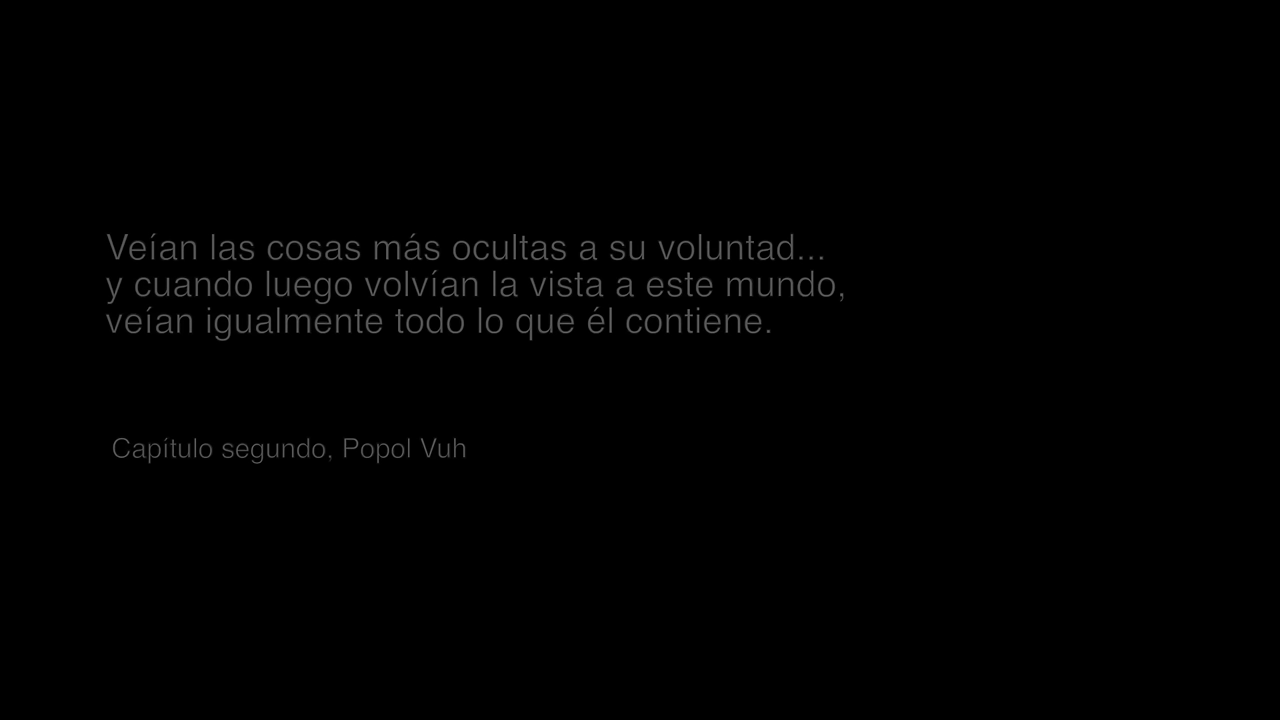 Veían las cosas más ocultas a su voluntad...
y cuando luego volvían la vista a este mundo,
veían igualmente todo lo que él contiene.
Capítulo segundo, Popol Vuh